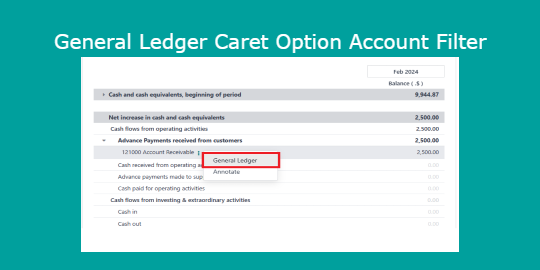 General Ledger Caret Option Account Filter
Feb 2024
Balance ( .$ )
Cash and cash equivalents, beginning of period 9,944.87
Net increase in cash and cash equivalents 2,500.00
Cash flows from operating activities 2,500.00
Advance Payments received from customers 2,500.00
121000 Account Receivable 2,500.00
General Ledger
Cash received from operating 0.00
Annotate
Advance payments made to sup 0.00
Cash paid for operating activities 0.00
Cash flows from investing & extraordinary activities 0.00
Cash in 0.00
Cash out 0.00